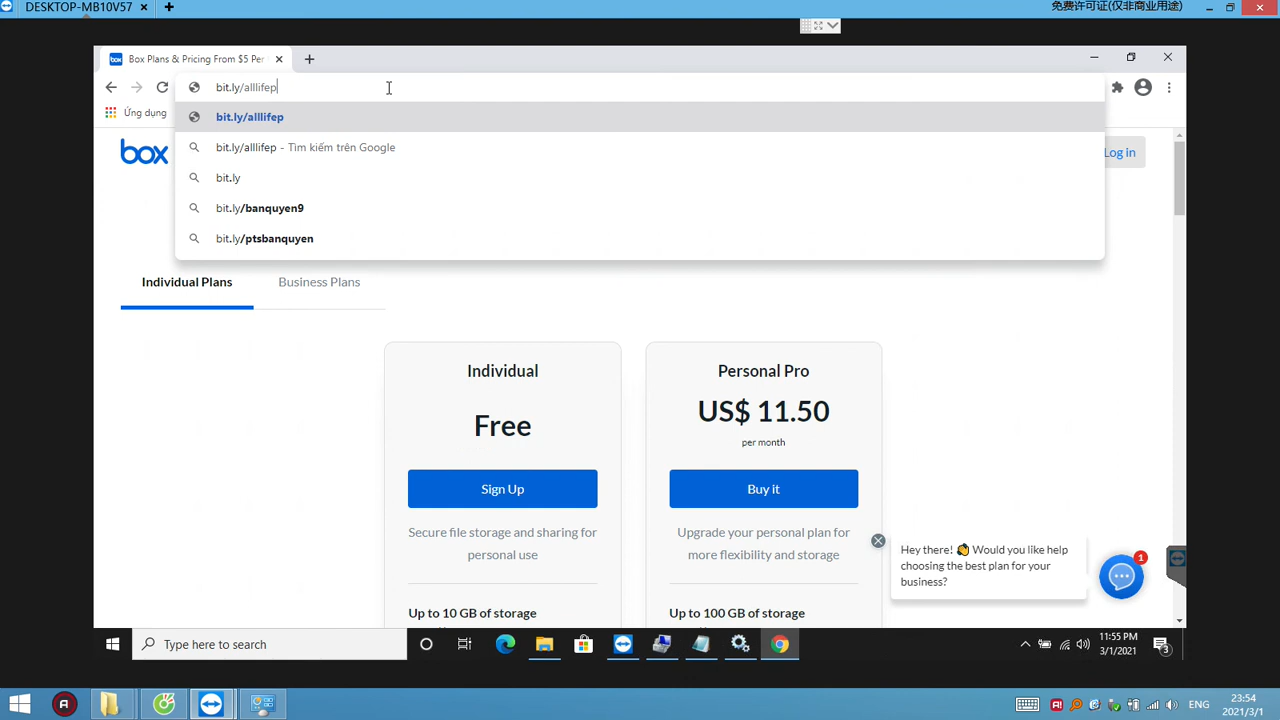 DESKTOP-MB10V57
免费许可证(仅非商业用途)
box Box Plans & Pricing From $5 Per
bit.ly/alllifep
bit.ly/alllifep
Ứng dụng
bit.ly/alllifep - Tìm kiếm trên Google
box
Log in
bit.ly
bit.ly/banquyen9
bit.ly/ptsbanquyen
Individual Plans
Business Plans
Individual
Free
Sign Up
Secure file storage and sharing for
personal use
Up to 10 GB of storage
Personal Pro
US$ 11.50
per month
Buy it
Upgrade your personal plan for
more flexibility and storage
Up to 100 GB of storage
Hey there! 👋 Would you like help
choosing the best plan for your
business?
1
Type here to search
11:55 PM
3/1/2021
3
ENG
23:54
2021/3/1